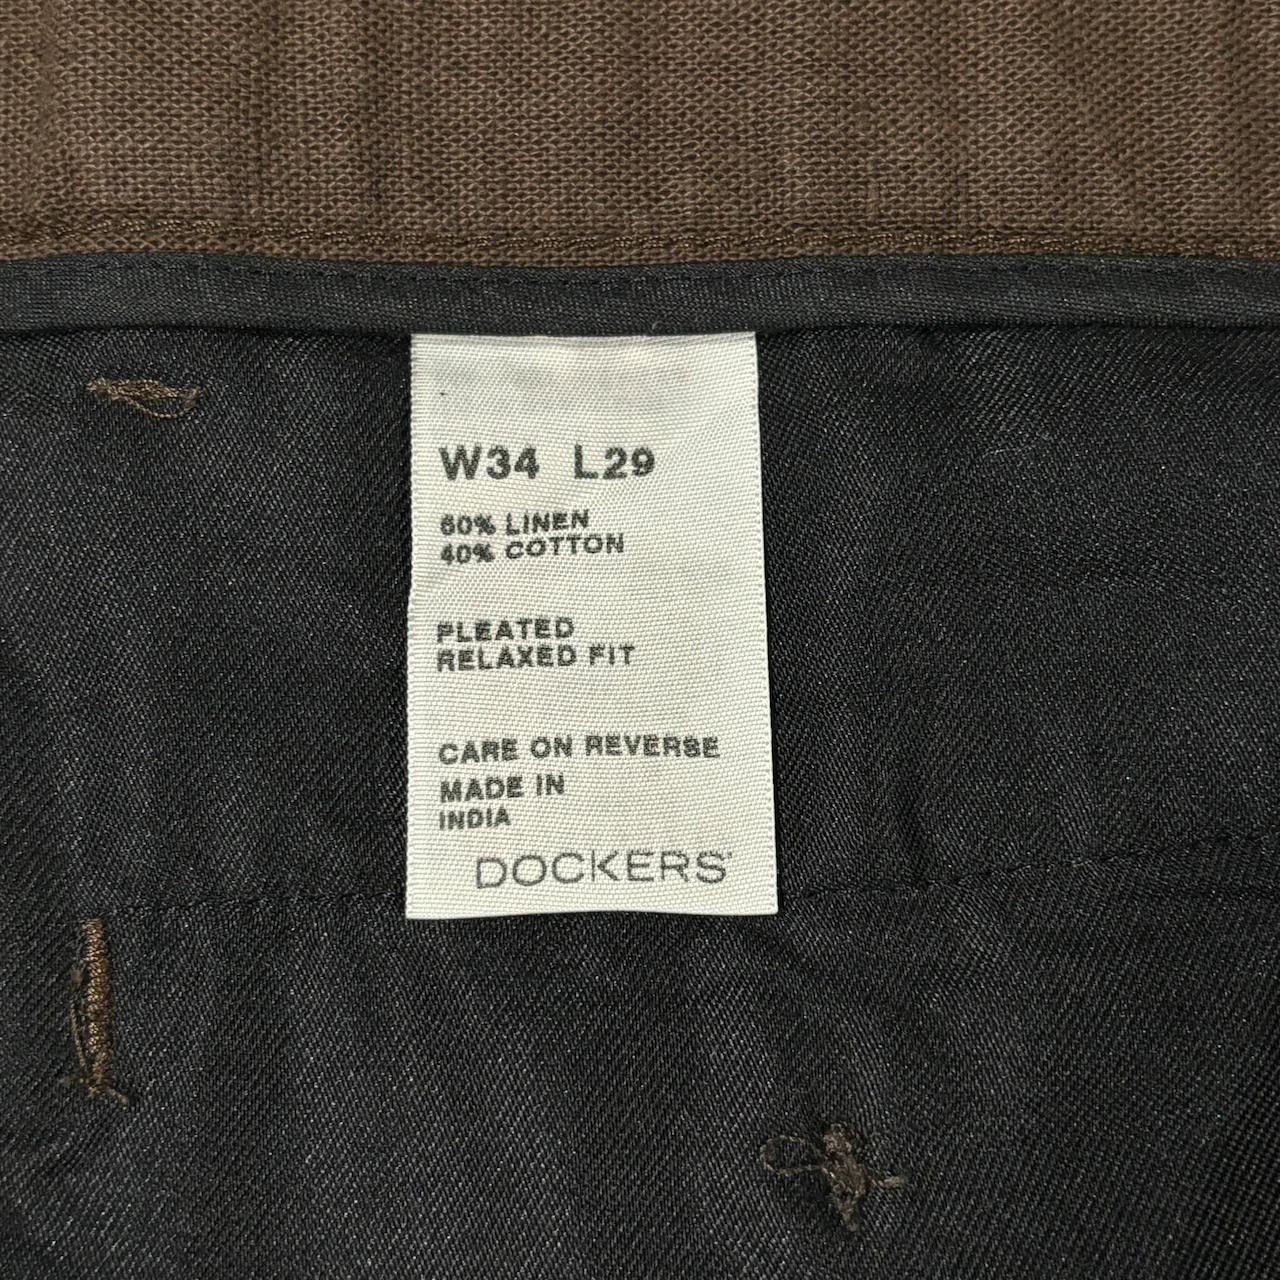 W34 L29
60% LINEN
40% COTTON
PLEATED
RELAXED FIT
CARE ON REVERSE
MADE IN
INDIA
DOCKERS®